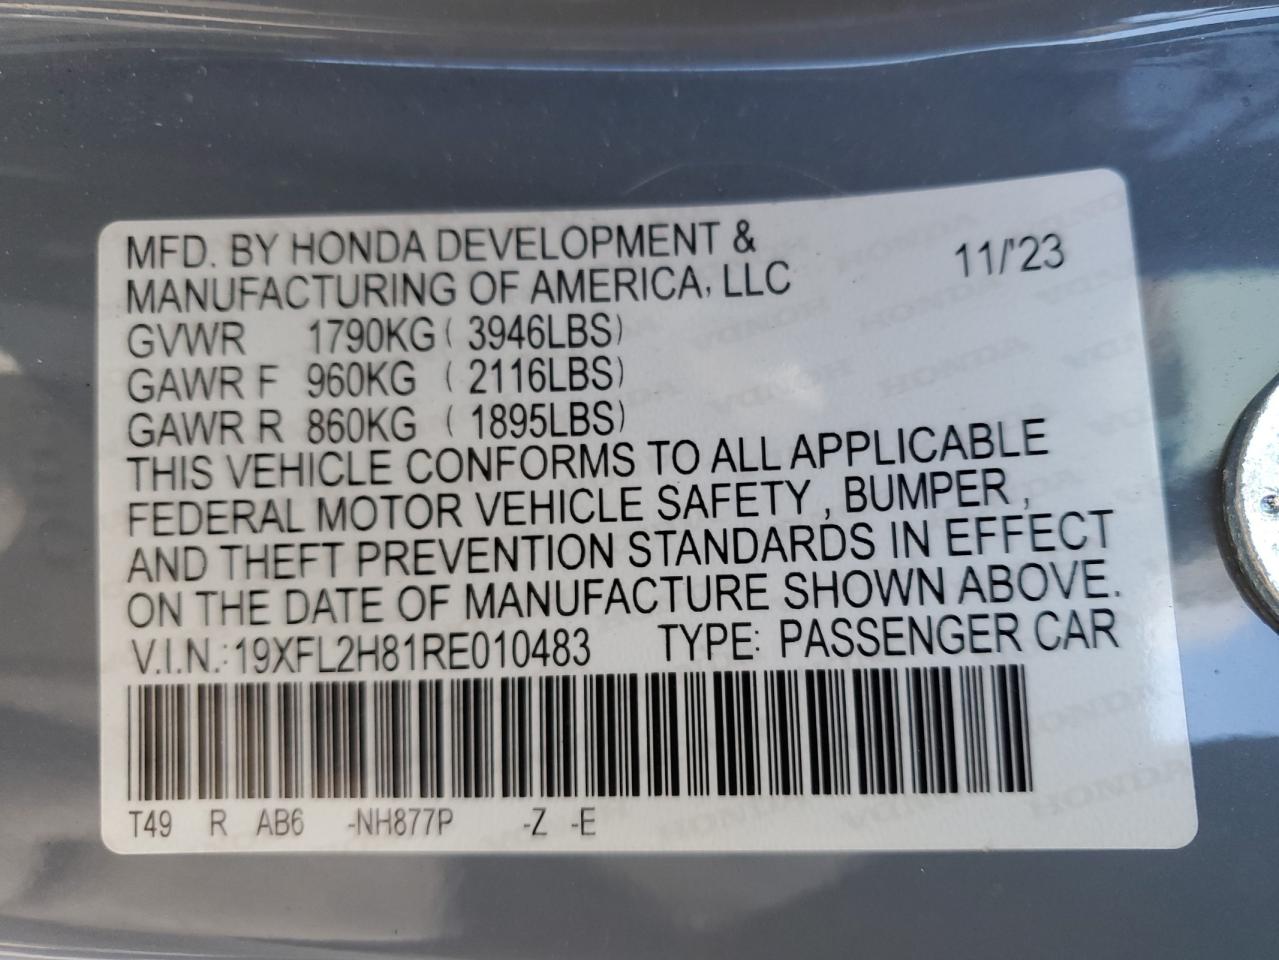 MFD. BY HONDA DEVELOPMENT &
MANUFACTURING OF AMERICA, LLC 11/'23
GVWR 1790KG ( 3946LBS)
GAWR F 960KG ( 2116LBS)
GAWR R 860KG ( 1895LBS)
THIS VEHICLE CONFORMS TO ALL APPLICABLE
FEDERAL MOTOR VEHICLE SAFETY , BUMPER ,
AND THEFT PREVENTION STANDARDS IN EFFECT
ON THE DATE OF MANUFACTURE SHOWN ABOVE.
V.I.N.: 19XFL2H81RE010483 TYPE: PASSENGER CAR
T49 R AB6 -NH877P -Z -E